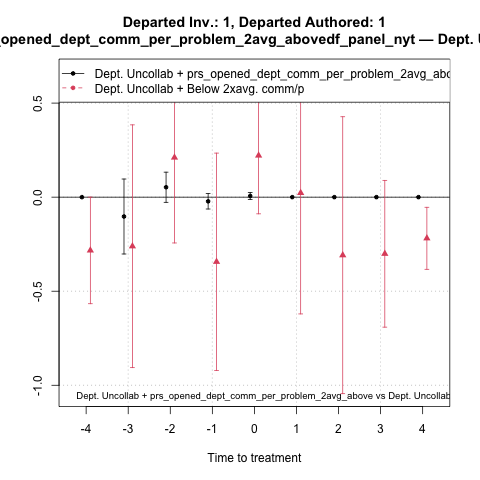 Departed Inv.: 1, Departed Authored: 1
_opened_dept_comm_per_problem_2avg_abovedf_panel_nyt — Dept.
Dept. Uncollab + prs_opened_dept_comm_per_problem_2avg_abo
Dept. Uncollab + Below 2xavg. comm/p
0.5
0.0
-0.5
-1.0
Dept. Uncollab + prs_opened_dept_comm_per_problem_2avg_above vs Dept. Uncollab
-4 -3 -2 -1 0 1 2 3 4
Time to treatment